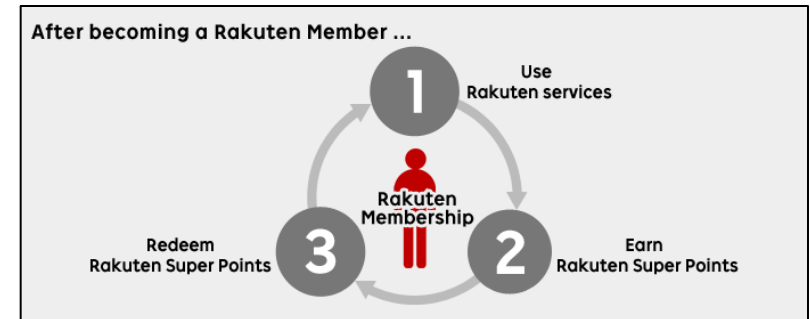 After becoming a Rakuten Member ...
1
Use
Rakuten services
Rakuten
Membership
3
Redeem
Rakuten Super Points
2
Earn
Rakuten Super Points